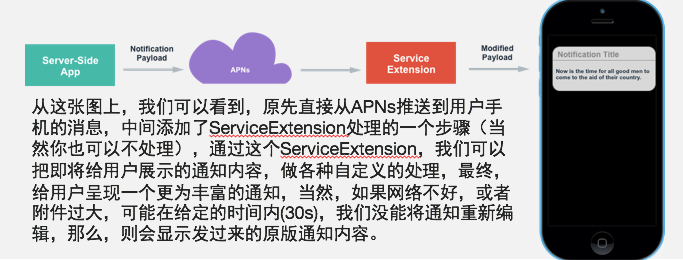 Notification
Payload
Modified
Payload
Server-Side
App
APNs
Service
Extension
Notification Title
Now is the time for all good men to
come to the aid of their country.
从这张图上，我们可以看到，原先直接从APNs推送到用户手
机的消息，中间添加了ServiceExtension处理的一个步骤（当
然你也可以不处理），通过这个ServiceExtension，我们可以
把即将给用户展示的通知内容，做各种自定义的处理，最终，
给用户呈现一个更为丰富的通知，当然，如果网络不好，或者
附件过大，可能在给定的时间内(30s)，我们没能将通知重新编
辑，那么，则会显示发过来的原版通知内容。